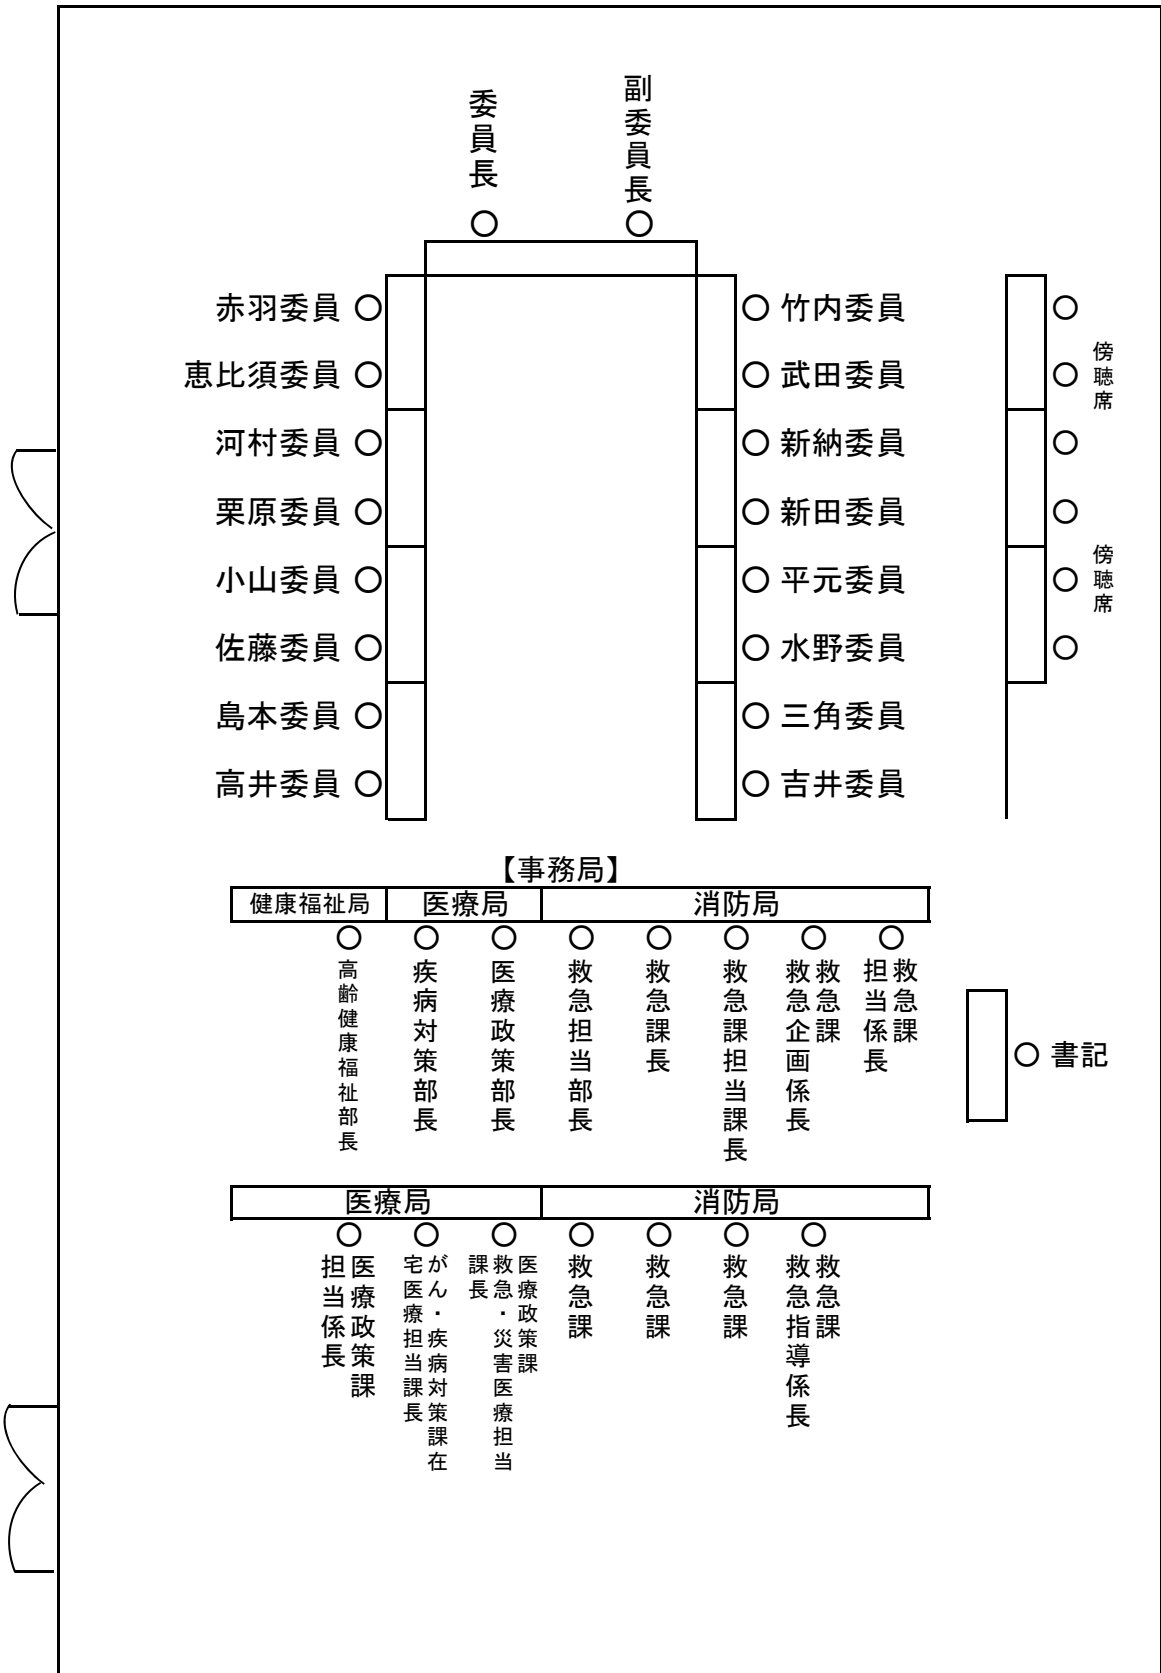 委員長
副委員長
赤羽委員
竹内委員
恵比須委員
武田委員
傍聴席
河村委員
新納委員
栗原委員
新田委員
小山委員
平元委員
傍聴席
佐藤委員
水野委員
島本委員
三角委員
高井委員
吉井委員
【事務局】
健康福祉局
医療局
消防局
高齢健康福祉部長
疾病対策部長
医療政策部長
救急担当部長
救急課長
救急課担当課長
救急課
救急企画係長
救急課
担当係長
書記
医療局
消防局
医療政策課
担当係長
がん・疾病対策課在
宅医療担当課長
医療政策課
救急・災害医療担当
課長
救急課
救急課
救急課
救急課
救急指導係長